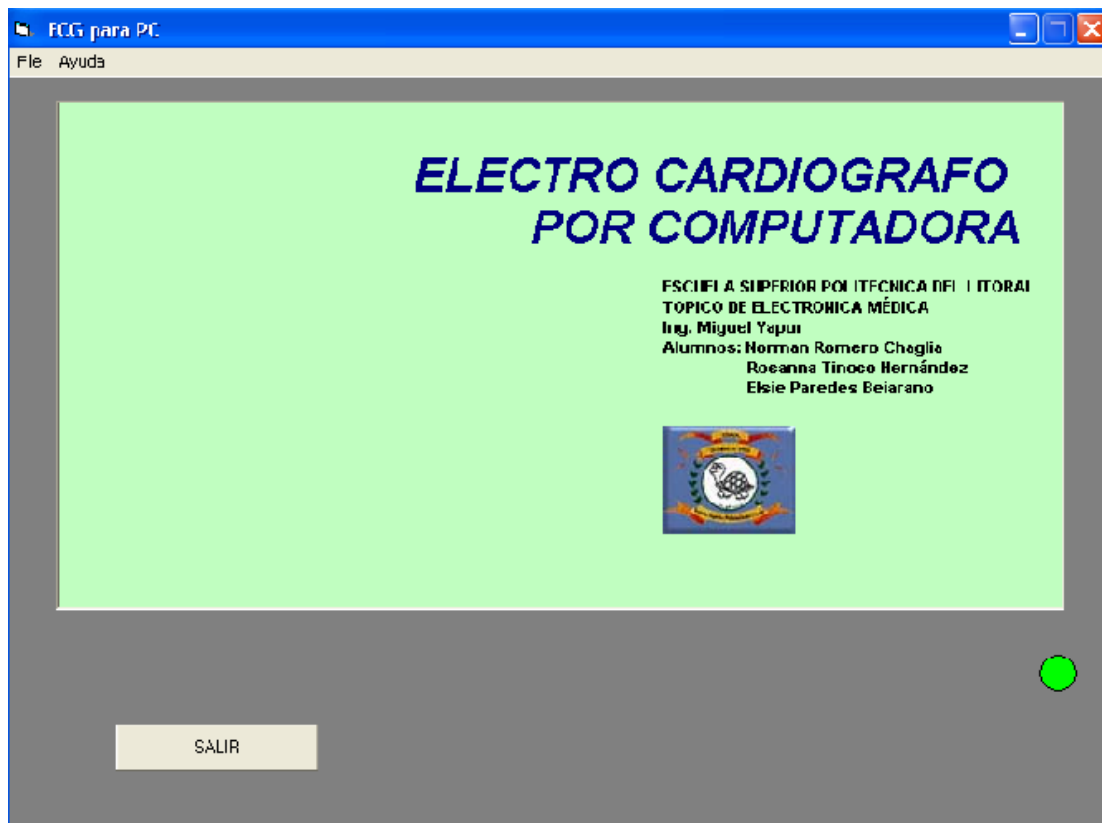 ECG para PC
File Ayuda
ELECTRO CARDIOGRAFO
POR COMPUTADORA
ESCUELA SUPERIOR POLITECNICA DEL LITORAL
TOPICO DE ELECTRONICA MÉDICA
Ing. Miguel Yapur
Alumnos: Norman Romero Chaglia
Rosanna Tinoco Hernández
Elsie Paredes Bejarano
SALIR